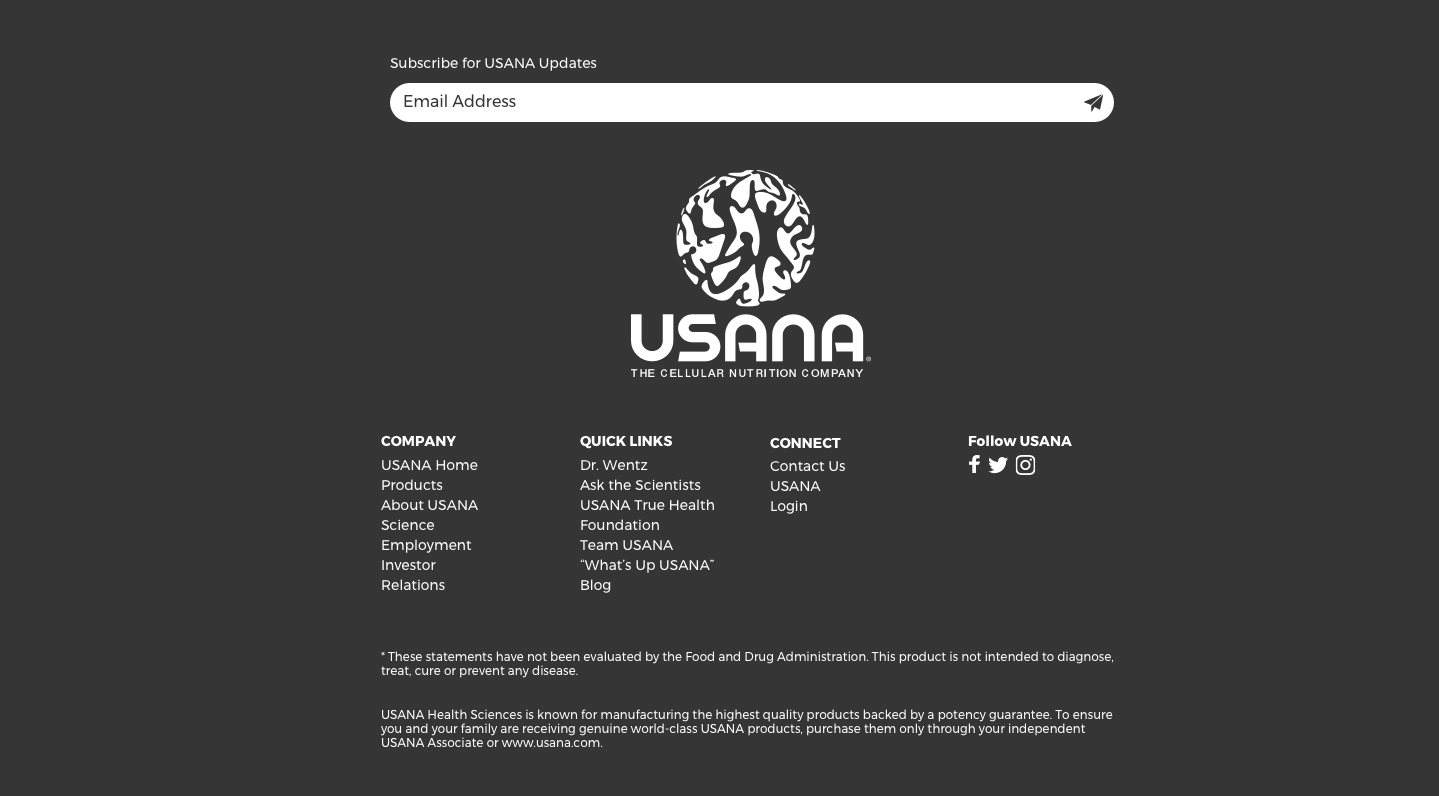 Subscribe for USANA Updates
Email Address
USANA®
THE CELLULAR NUTRITION COMPANY
COMPANY
USANA Home
Products
About USANA
Science
Employment
Investor
Relations
QUICK LINKS
Dr. Wentz
Ask the Scientists
USANA True Health
Foundation
Team USANA
“What’s Up USANA”
Blog
CONNECT
Contact Us
USANA
Login
Follow USANA
* These statements have not been evaluated by the Food and Drug Administration. This product is not intended to diagnose,
treat, cure or prevent any disease.
USANA Health Sciences is known for manufacturing the highest quality products backed by a potency guarantee. To ensure
you and your family are receiving genuine world-class USANA products, purchase them only through your independent
USANA Associate or www.usana.com.